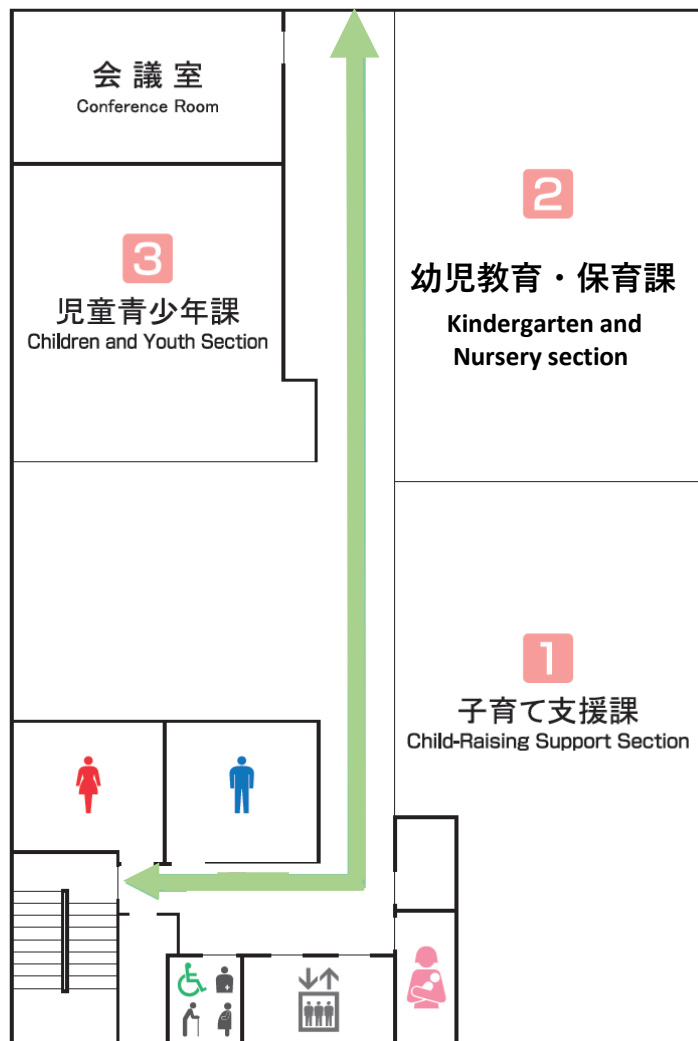 会議室
Conference Room
3
児童青少年課
Children and Youth Section
2
幼児教育・保育課
Kindergarten and
Nursery section
1
子育て支援課
Child-Raising Support Section